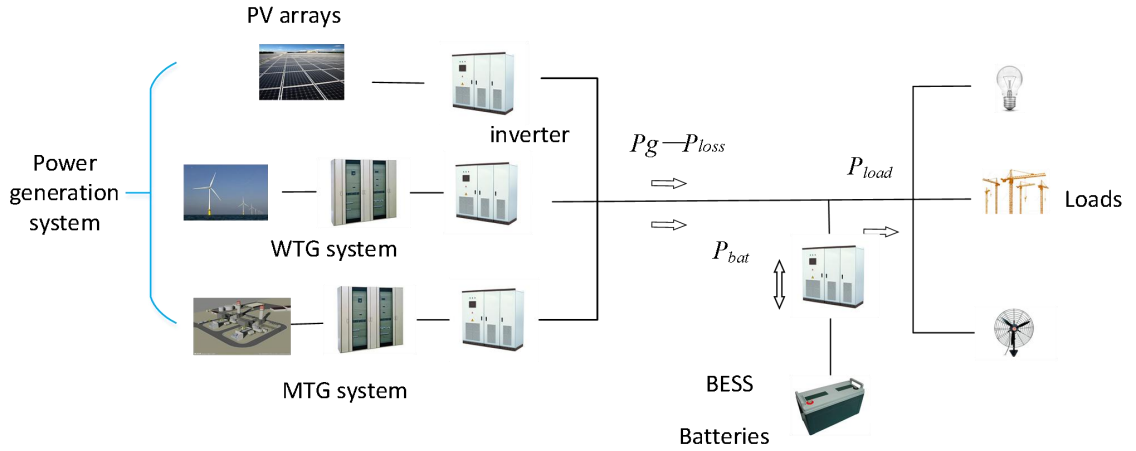 PV arrays
inverter
Power
generation
system
WTG system
MTG system
Pg—Ploss
Pload
Pbat
Loads
BESS
Batteries